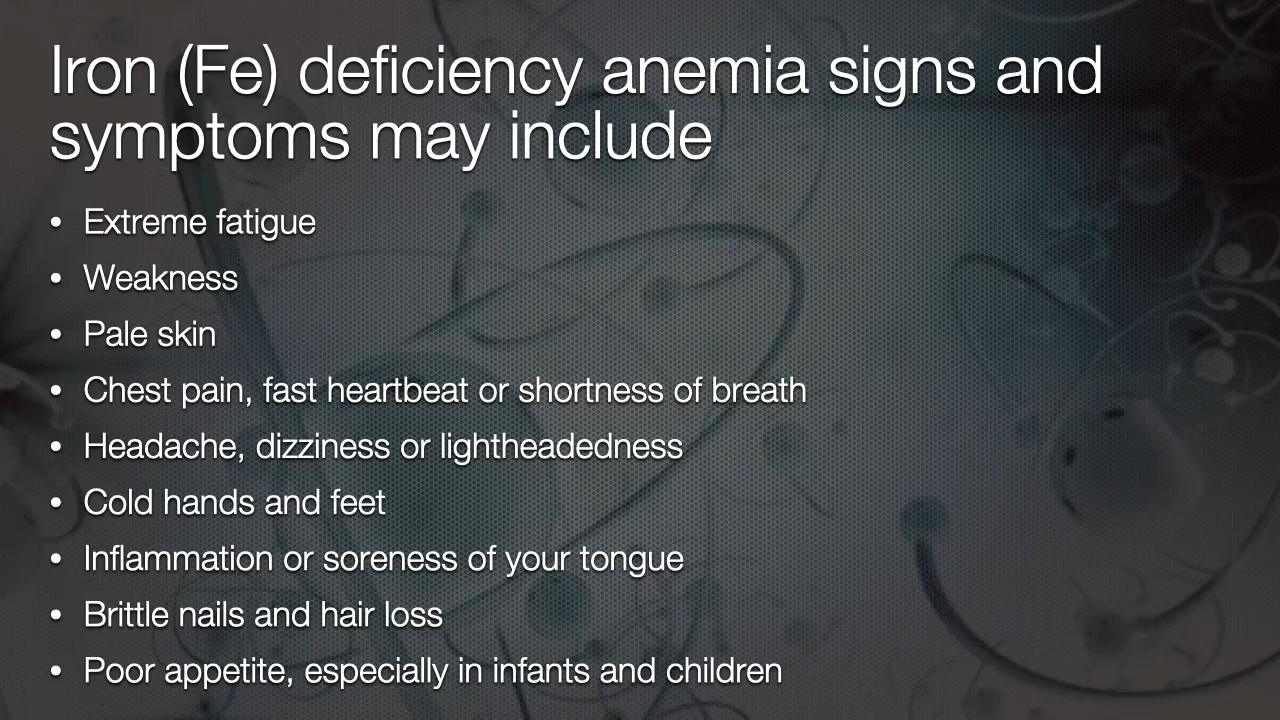 Iron (Fe) deficiency anemia signs and
symptoms may include
• Extreme fatigue
• Weakness
• Pale skin
• Chest pain, fast heartbeat or shortness of breath
• Headache, dizziness or lightheadedness
• Cold hands and feet
• Inflammation or soreness of your tongue
• Brittle nails and hair loss
• Poor appetite, especially in infants and children